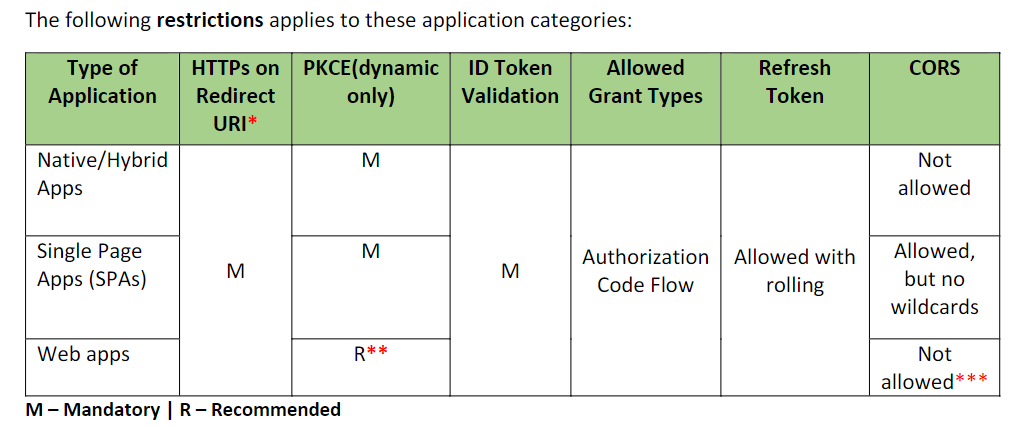 The following restrictions applies to these application categories:
Type of Application | HTTPs on Redirect URI* | PKCE(dynamic only) | ID Token Validation | Allowed Grant Types | Refresh Token | CORS
Native/Hybrid Apps | M | M | M | Authorization Code Flow | Allowed with rolling | Not allowed
Single Page Apps (SPAs) | M | Allowed, but no wildcards
Web apps | R** | Not allowed***
M – Mandatory | R – Recommended